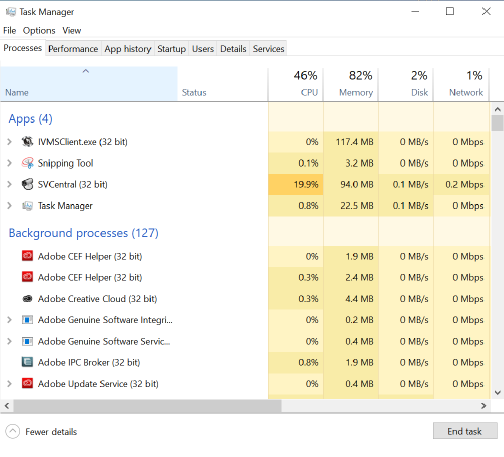 Task Manager
File Options View
Processes Performance App history Startup Users Details Services
46% 82% 2% 1%
Name Status CPU Memory Disk Network
Apps (4)
IVMSClient.exe (32 bit) 0% 117.4 MB 0 MB/s 0 Mbps
Snipping Tool 0.1% 3.2 MB 0 MB/s 0 Mbps
SVCentral (32 bit) 19.9% 94.0 MB 0.1 MB/s 0.2 Mbps
Task Manager 0.8% 22.5 MB 0.1 MB/s 0 Mbps
Background processes (127)
Adobe CEF Helper (32 bit) 0% 1.9 MB 0 MB/s 0 Mbps
Adobe CEF Helper (32 bit) 0.3% 2.4 MB 0 MB/s 0 Mbps
Adobe Creative Cloud (32 bit) 0.3% 4.4 MB 0 MB/s 0 Mbps
Adobe Genuine Software Integri... 0% 0.2 MB 0 MB/s 0 Mbps
Adobe Genuine Software Servic... 0% 0.4 MB 0 MB/s 0 Mbps
Adobe IPC Broker (32 bit) 0.8% 1.9 MB 0 MB/s 0 Mbps
Adobe Update Service (32 bit) 0% 0.4 MB 0 MB/s 0 Mbps
Fewer details End task